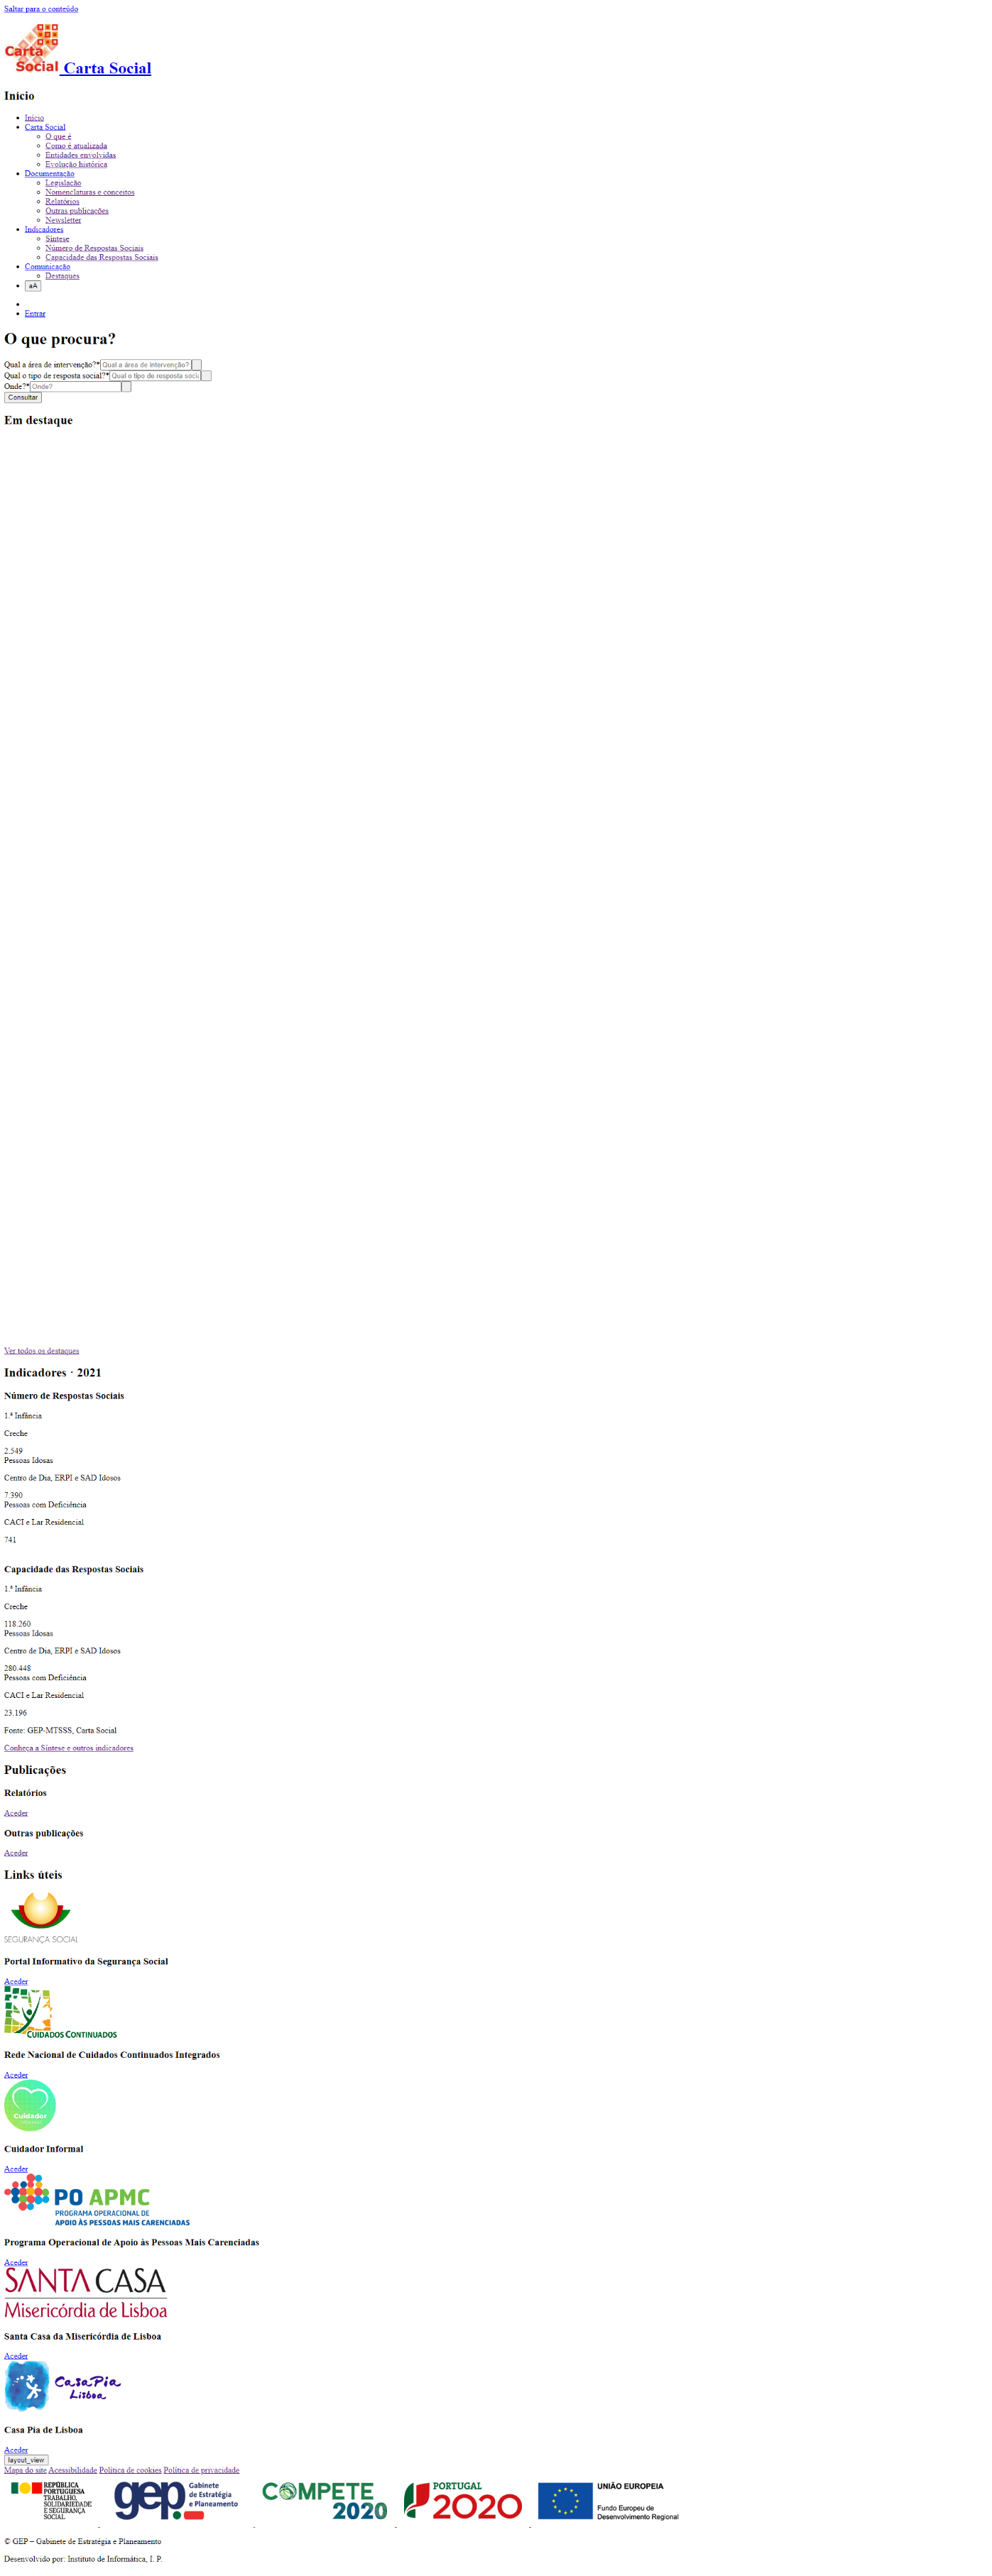 Saltar para o conteúdo
Carta Social
Carta Social
Início
Início
Carta Social
O que é
Como é atualizada
Entidades envolvidas
Evolução histórica
Documentação
Legislação
Nomenclaturas e conceitos
Relatórios
Outras publicações
Newsletter
Indicadores
Síntese
Número de Respostas Sociais
Capacidade das Respostas Sociais
Comunicação
Destaques
aA
Entrar
O que procura?
Qual a área de intervenção?* Qual a área de intervenção?
Qual o tipo de resposta social?* Qual o tipo de resposta socia
Onde?* Onde?
Consultar
Em destaque
Ver todos os destaques
Indicadores · 2021
Número de Respostas Sociais
1.ª Infância
Creche
2.549
Pessoas Idosas
Centro de Dia, ERPI e SAD Idosos
7.390
Pessoas com Deficiência
CACI e Lar Residencial
741
Capacidade das Respostas Sociais
1.ª Infância
Creche
118.260
Pessoas Idosas
Centro de Dia, ERPI e SAD Idosos
280.448
Pessoas com Deficiência
CACI e Lar Residencial
23.196
Fonte: GEP-MTSSS, Carta Social
Conheça a Síntese e outros indicadores
Publicações
Relatórios
Aceder
Outras publicações
Aceder
Links úteis
SEGURANÇA SOCIAL
Portal Informativo da Segurança Social
Aceder
CUIDADOS CONTINUADOS
Rede Nacional de Cuidados Continuados Integrados
Aceder
Cuidador
Cuidador Informal
Aceder
PO APMC
PROGRAMA OPERACIONAL DE
APOIO ÀS PESSOAS MAIS CARENCIADAS
Programa Operacional de Apoio às Pessoas Mais Carenciadas
Aceder
SANTA CASA
Misericórdia de Lisboa
Santa Casa da Misericórdia de Lisboa
Aceder
CasaPia
Lisboa
Casa Pia de Lisboa
Aceder
layout_view
Mapa do site Acessibilidade Política de cookies Política de privacidade
REPÚBLICA
PORTUGUESA
TRABALHO,
SOLIDARIEDADE
E SEGURANÇA
SOCIAL
gep Gabinete
de Estratégia
e Planeamento
COMPETE
2020
PORTUGAL
2020
UNIÃO EUROPEIA
Fundo Europeu de
Desenvolvimento Regional
© GEP – Gabinete de Estratégia e Planeamento
Desenvolvido por: Instituto de Informática, I. P.